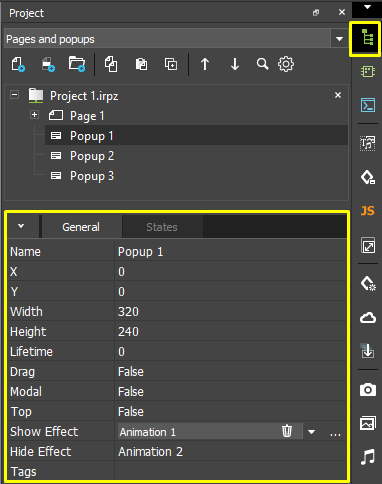 Project
Pages and popups
Project 1.irpz
Page 1
Popup 1
Popup 2
Popup 3
General States
Name Popup 1
X 0
Y 0
Width 320
Height 240
Lifetime 0
Drag False
Modal False
Top False
Show Effect Animation 1 ...
Hide Effect Animation 2
Tags
JS